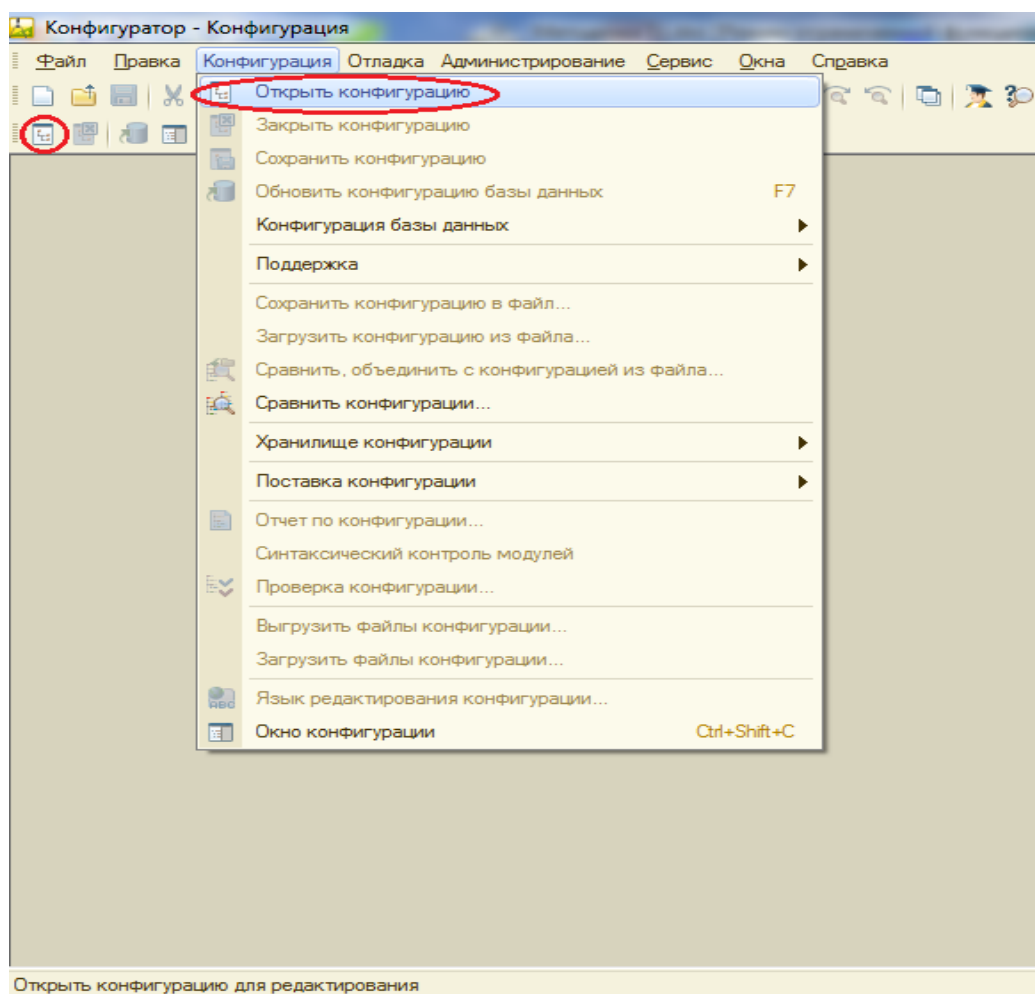 Конфигуратор - Конфигурация
Файл Правка Конфигурация Отладка Администрирование Сервис Окна Справка
Открыть конфигурацию
Закрыть конфигурацию
Сохранить конфигурацию
Обновить конфигурацию базы данных F7
Конфигурация базы данных
Поддержка
Сохранить конфигурацию в файл...
Загрузить конфигурацию из файла...
Сравнить, объединить с конфигурацией из файла...
Сравнить конфигурации...
Хранилище конфигурации
Поставка конфигурации
Отчет по конфигурации...
Синтаксический контроль модулей
Проверка конфигурации...
Выгрузить файлы конфигурации...
Загрузить файлы конфигурации...
Язык редактирования конфигурации...
Окно конфигурации Ctrl+Shift+C
Открыть конфигурацию для редактирования